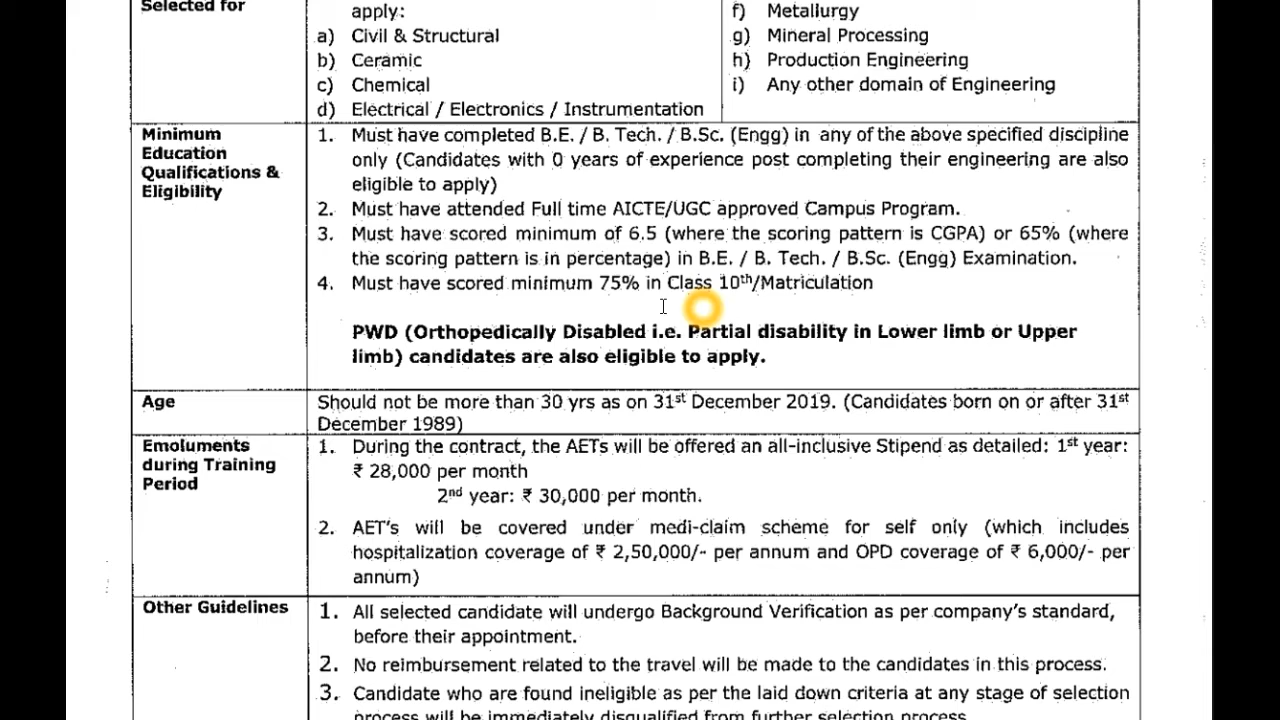 Selected for
apply:
a) Civil & Structural
b) Ceramic
c) Chemical
d) Electrical / Electronics / Instrumentation
f) Metallurgy
g) Mineral Processing
h) Production Engineering
i) Any other domain of Engineering
Minimum
Education
Qualifications &
Eligibility
1. Must have completed B.E. / B. Tech. / B.Sc. (Engg) in any of the above specified discipline
only (Candidates with 0 years of experience post completing their engineering are also
eligible to apply)
2. Must have attended Full time AICTE/UGC approved Campus Program.
3. Must have scored minimum of 6.5 (where the scoring pattern is CGPA) or 65% (where
the scoring pattern is in percentage) in B.E. / B. Tech. / B.Sc. (Engg) Examination.
4. Must have scored minimum 75% in Class 10th/Matriculation
PWD (Orthopedically Disabled i.e. Partial disability in Lower limb or Upper
limb) candidates are also eligible to apply.
Age
Should not be more than 30 yrs as on 31st December 2019. (Candidates born on or after 31st
December 1989)
Emoluments
during Training
Period
1. During the contract, the AETs will be offered an all-inclusive Stipend as detailed: 1st year:
₹ 28,000 per month
2nd year: ₹ 30,000 per month.
2. AET's will be covered under medi-claim scheme for self only (which includes
hospitalization coverage of ₹ 2,50,000/- per annum and OPD coverage of ₹ 6,000/- per
annum)
Other Guidelines
1. All selected candidate will undergo Background Verification as per company's standard,
before their appointment.
2. No reimbursement related to the travel will be made to the candidates in this process.
3. Candidate who are found ineligible as per the laid down criteria at any stage of selection
process will be immediately disqualified from further selection process